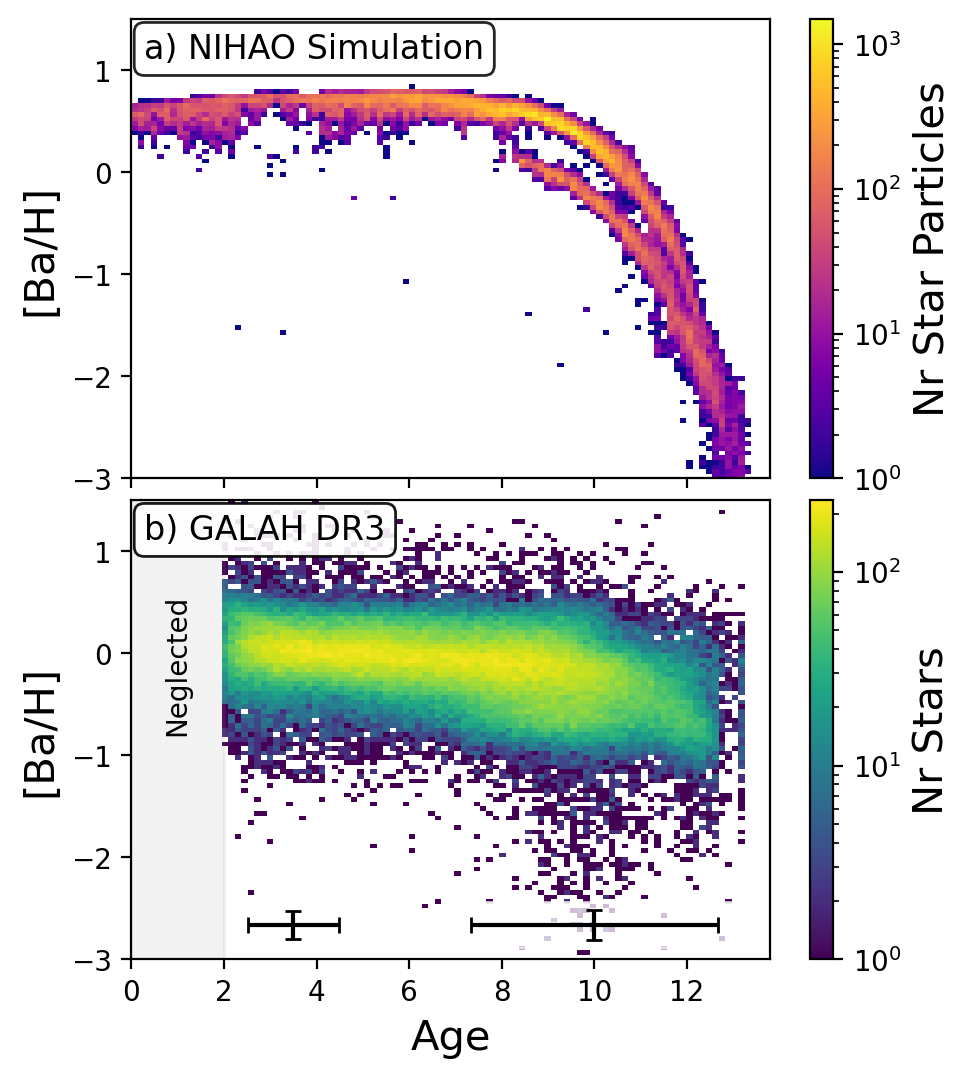 a) NIHAO Simulation
1
0
−1
−2
−3
[Ba/H]
10³
10²
10¹
10⁰
Nr Star Particles
b) GALAH DR3
1
0
−1
−2
−3
[Ba/H]
Neglected
10²
10¹
10⁰
Nr Stars
0 2 4 6 8 10 12
Age